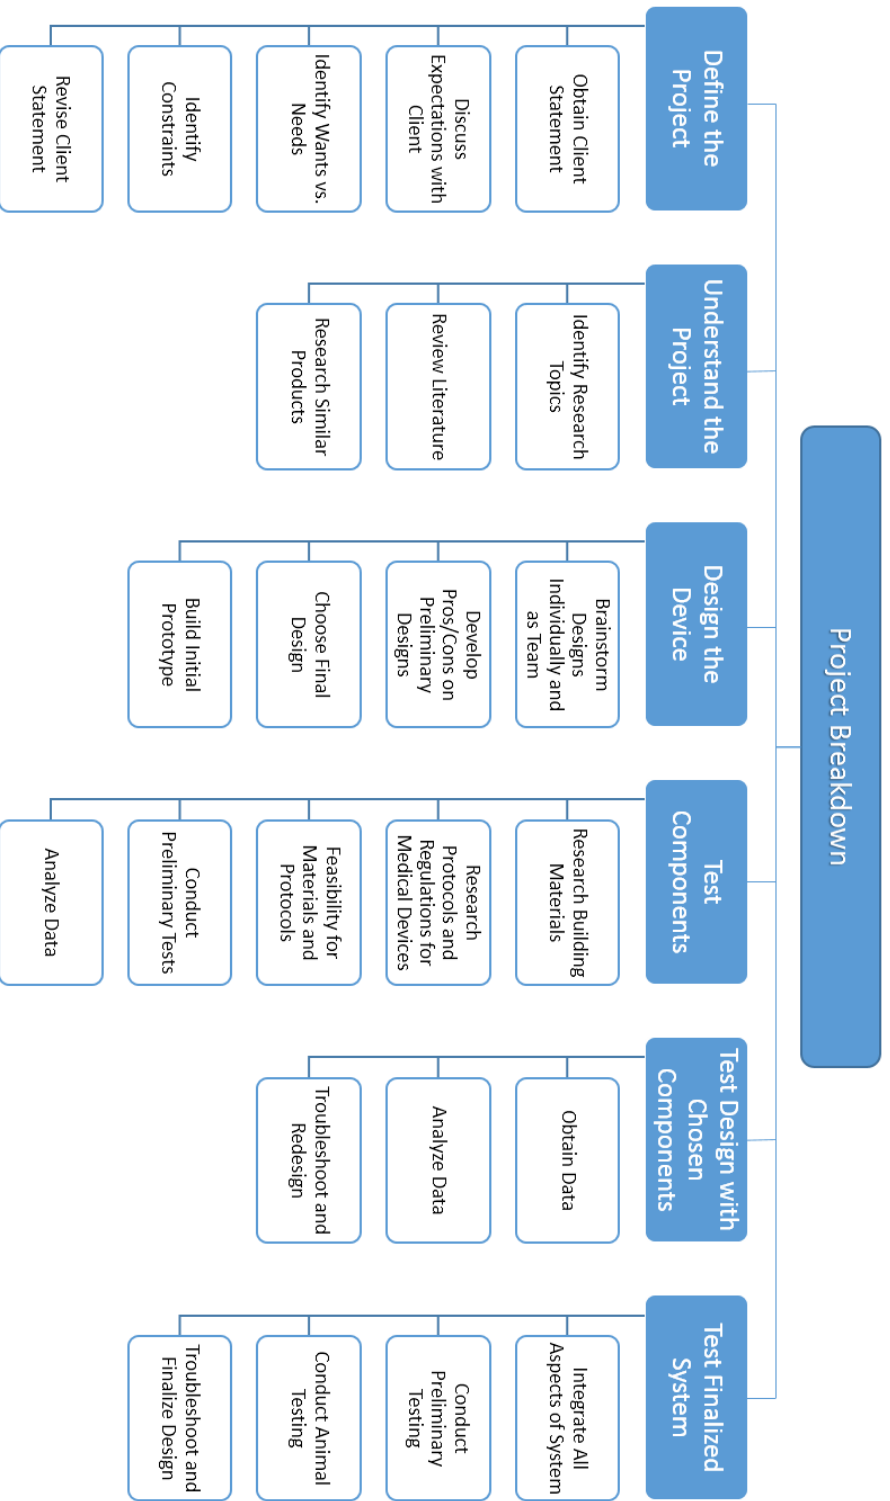 Project Breakdown
Define the
Project
Obtain Client
Statement
Discuss
Expectations with
Client
Identify Wants vs.
Needs
Identify
Constraints
Revise Client
Statement
Understand the
Project
Identify Research
Topics
Review Literature
Research Similar
Products
Design the
Device
Brainstorm
Designs
Individually and
as Team
Develop
Pros/Cons on
Preliminary
Designs
Choose Final
Design
Build Initial
Prototype
Test
Components
Research Building
Materials
Research
Protocols and
Regulations for
Medical Devices
Feasibility for
Materials and
Protocols
Conduct
Preliminary Tests
Analyze Data
Test Design with
Chosen
Components
Obtain Data
Analyze Data
Troubleshoot and
Redesign
Test Finalized
System
Integrate All
Aspects of System
Conduct
Preliminary
Testing
Conduct Animal
Testing
Troubleshoot and
Finalize Design